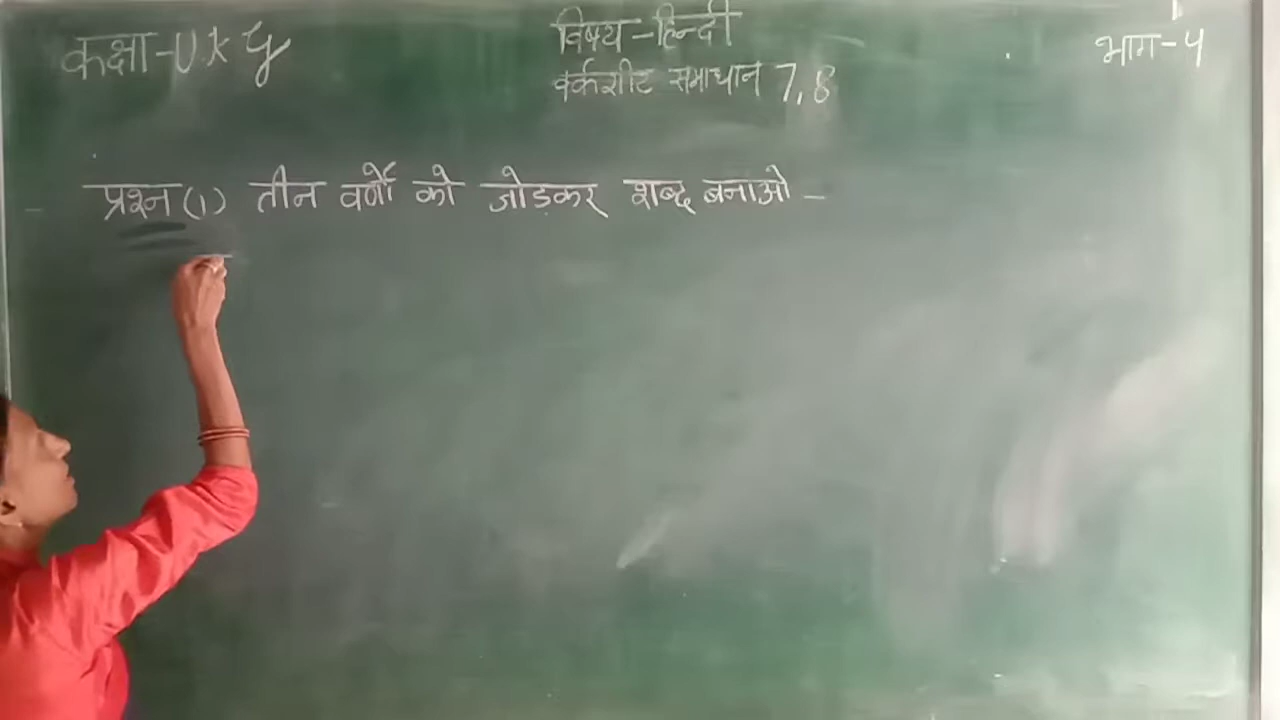 कक्षा-U.k g
विषय-हिन्दी
वर्कशीट समाधान 7,8
भाग-4
प्रश्न(1) तीन वर्णों को जोड़कर शब्द बनाओ-